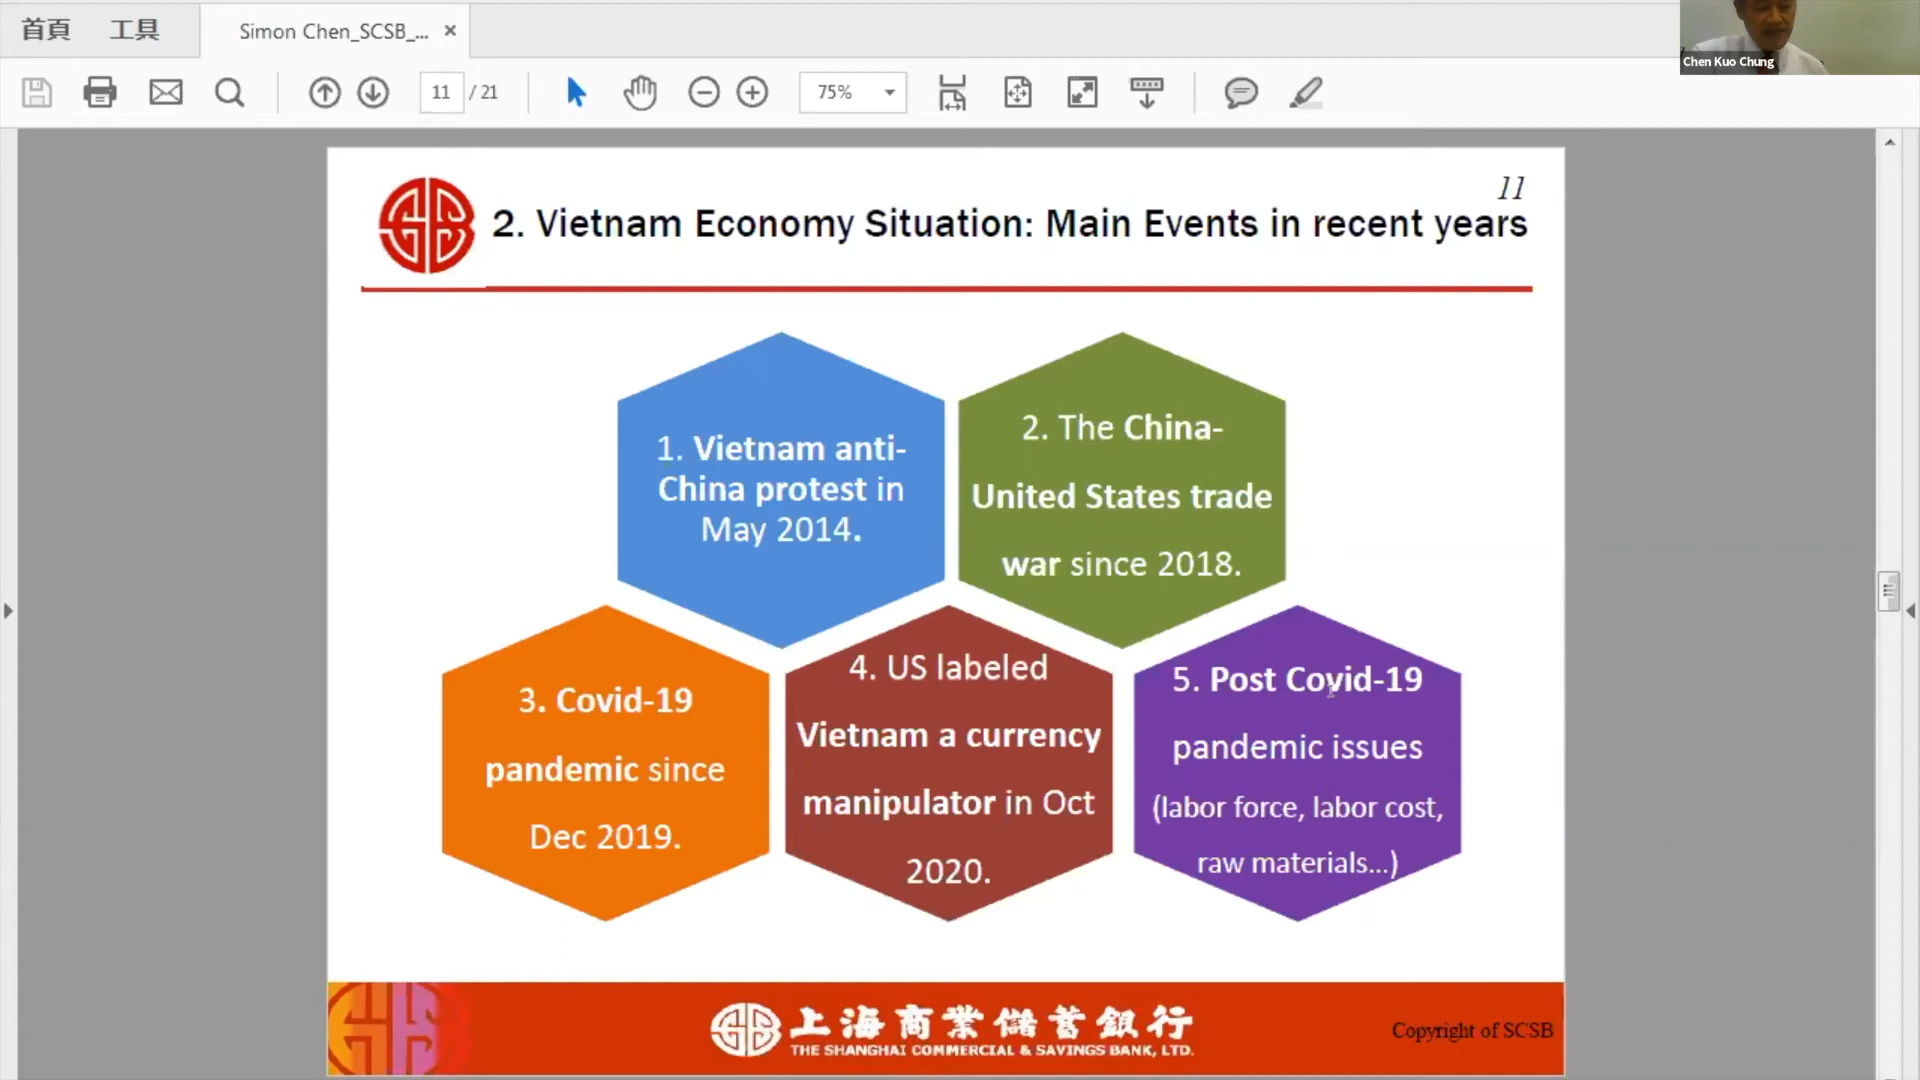 首頁 工具 Simon Chen_SCSB_... ×
11 / 21 75%
Chen Kuo Chung
11
2. Vietnam Economy Situation: Main Events in recent years
1. Vietnam anti-
China protest in
May 2014.
2. The China-
United States trade
war since 2018.
3. Covid-19
pandemic since
Dec 2019.
4. US labeled
Vietnam a currency
manipulator in Oct
2020.
5. Post Covid-19
pandemic issues
(labor force, labor cost,
raw materials...)
上海商業儲蓄銀行
THE SHANGHAI COMMERCIAL & SAVINGS BANK, LTD.
Copyright of SCSB